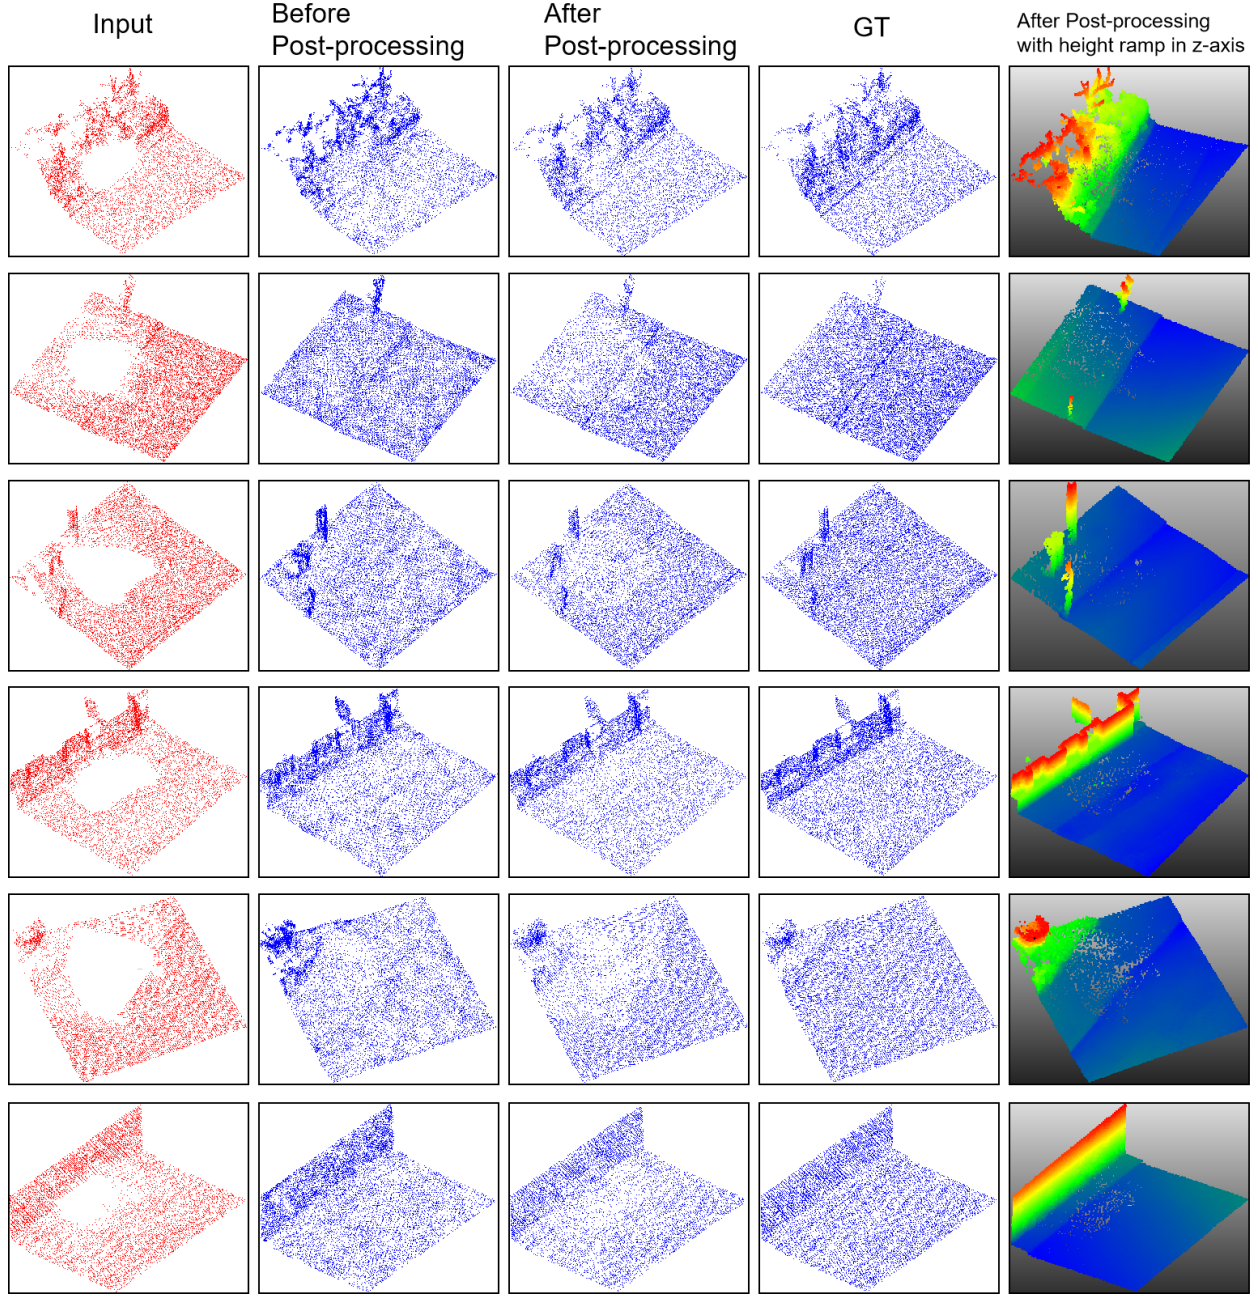 Input
Before
Post-processing
After
Post-processing
GT
After Post-processing
with height ramp in z-axis